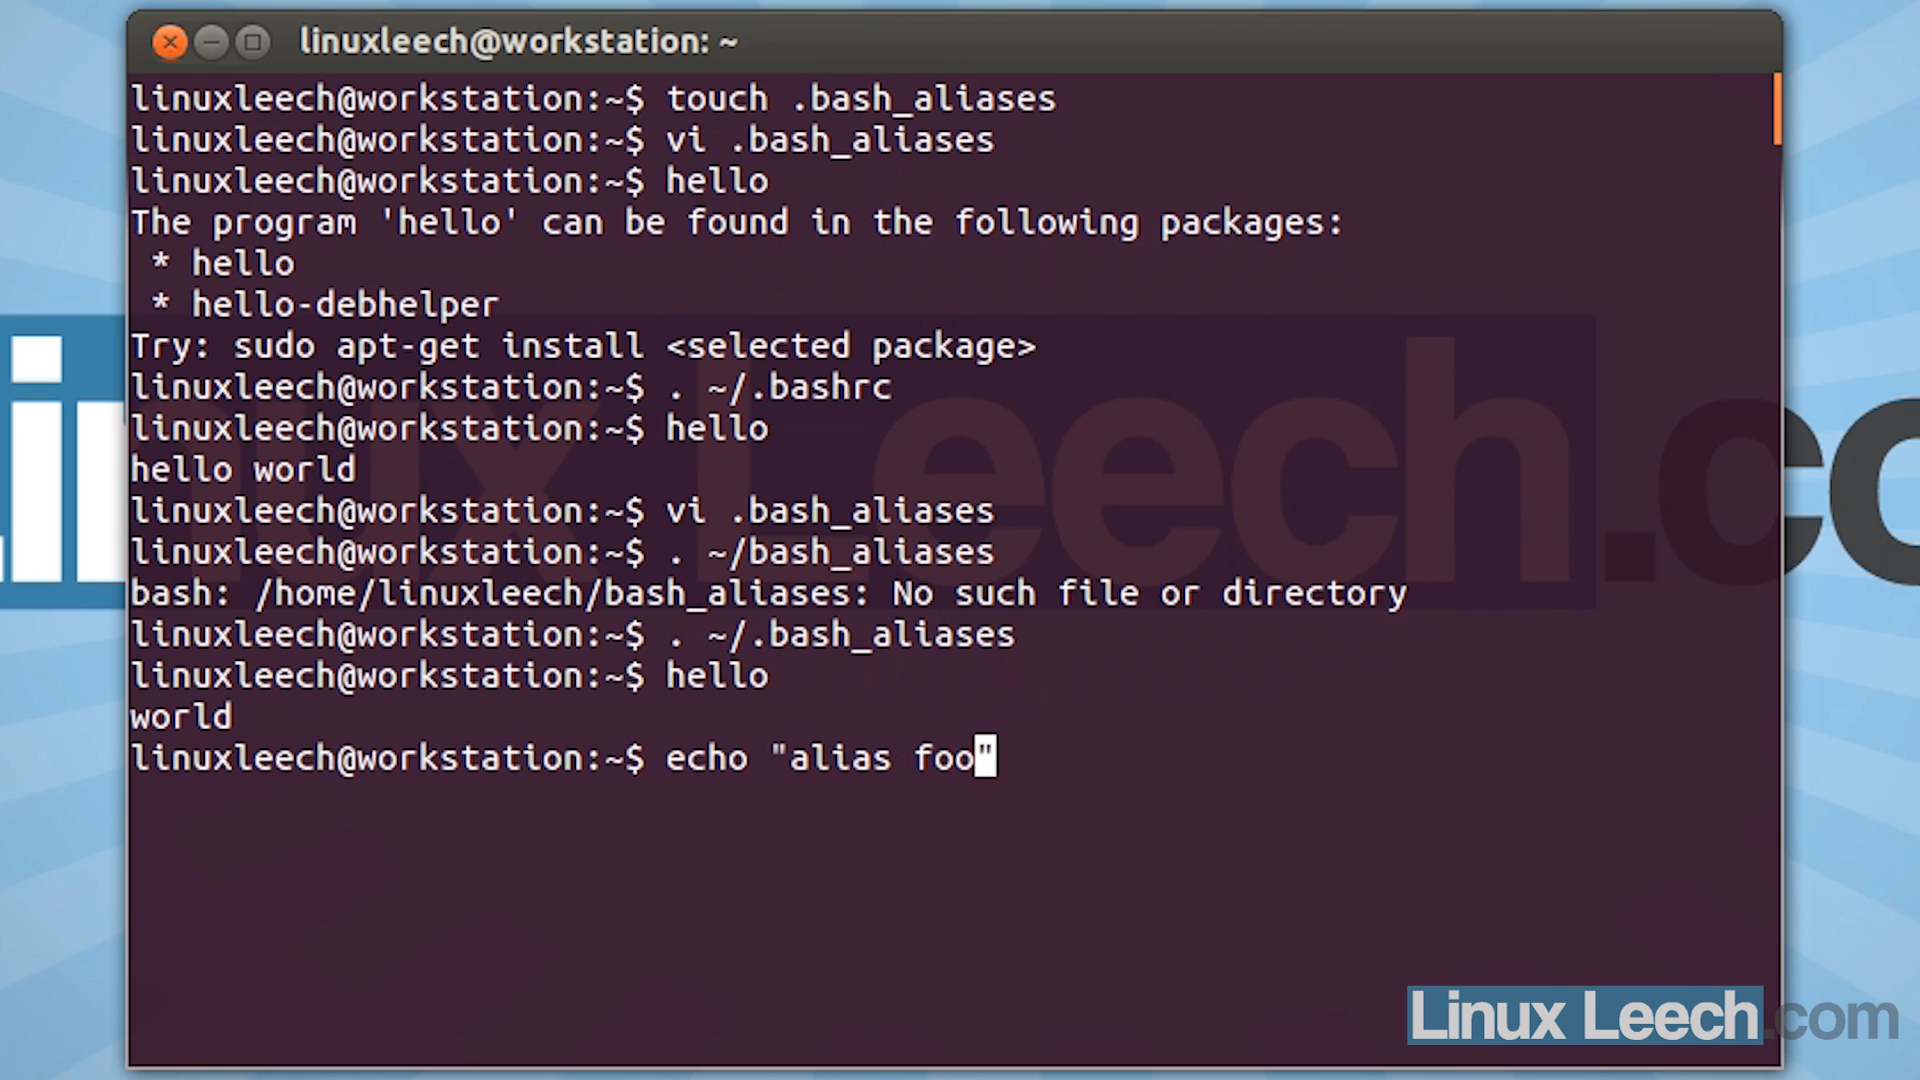 linuxleech@workstation: ~
linuxleech@workstation:~$ touch .bash_aliases
linuxleech@workstation:~$ vi .bash_aliases
linuxleech@workstation:~$ hello
The program 'hello' can be found in the following packages:
 * hello
 * hello-debhelper
Try: sudo apt-get install <selected package>
linuxleech@workstation:~$ . ~/.bashrc
linuxleech@workstation:~$ hello
hello world
linuxleech@workstation:~$ vi .bash_aliases
linuxleech@workstation:~$ . ~/bash_aliases
bash: /home/linuxleech/bash_aliases: No such file or directory
linuxleech@workstation:~$ . ~/.bash_aliases
linuxleech@workstation:~$ hello
world
linuxleech@workstation:~$ echo "alias foo"
Linux Leech.co
Linux Leech.com